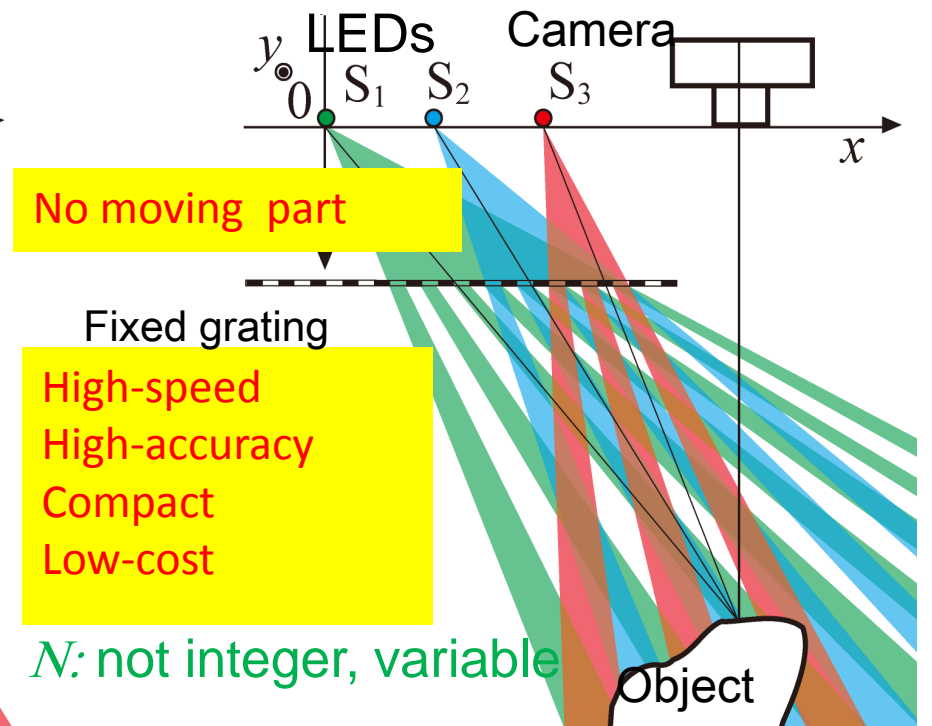 LEDs
Camera
y
0
S₁
S₂
S₃
x
No moving part
Fixed grating
High-speed
High-accuracy
Compact
Low-cost
N: not integer, variable
Object